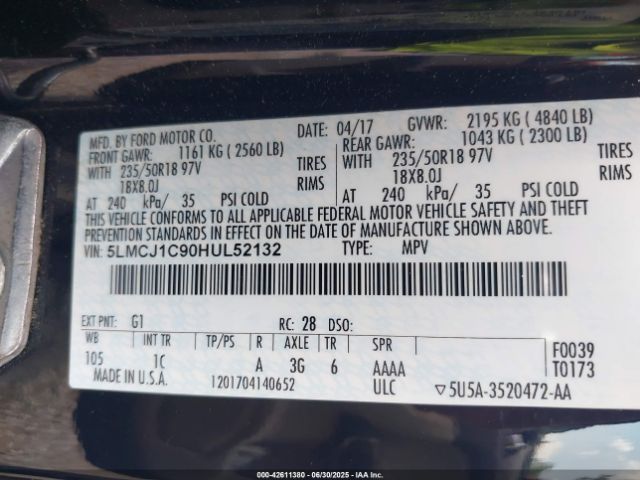 MFD. BY FORD MOTOR CO. DATE: 04/17 GVWR: 2195 KG ( 4840 LB)
FRONT GAWR: 1161 KG ( 2560 LB) REAR GAWR: 1043 KG ( 2300 LB)
WITH 235/50R18 97V TIRES WITH 235/50R18 97V TIRES
18X8.0J RIMS 18X8.0J RIMS
AT 240 kPa/ 35 PSI COLD AT 240 kPa/ 35 PSI COLD
THIS VEHICLE CONFORMS TO ALL APPLICABLE FEDERAL MOTOR VEHICLE SAFETY AND THEFT
PREVENTION STANDARDS IN EFFECT ON THE DATE OF MANUFACTURE SHOWN ABOVE.
VIN: 5LMCJ1C90HUL52132 TYPE: MPV
EXT PNT: G1 RC: 28 DSO:
WB INT TR TP/PS R AXLE TR SPR F0039
105 1C A 3G 6 AAAA T0173
MADE IN U.S.A. 1201704140652 ULC ▽5U5A-3520472-AA
000-42611380 | 06/30/2025 | IAA Inc.